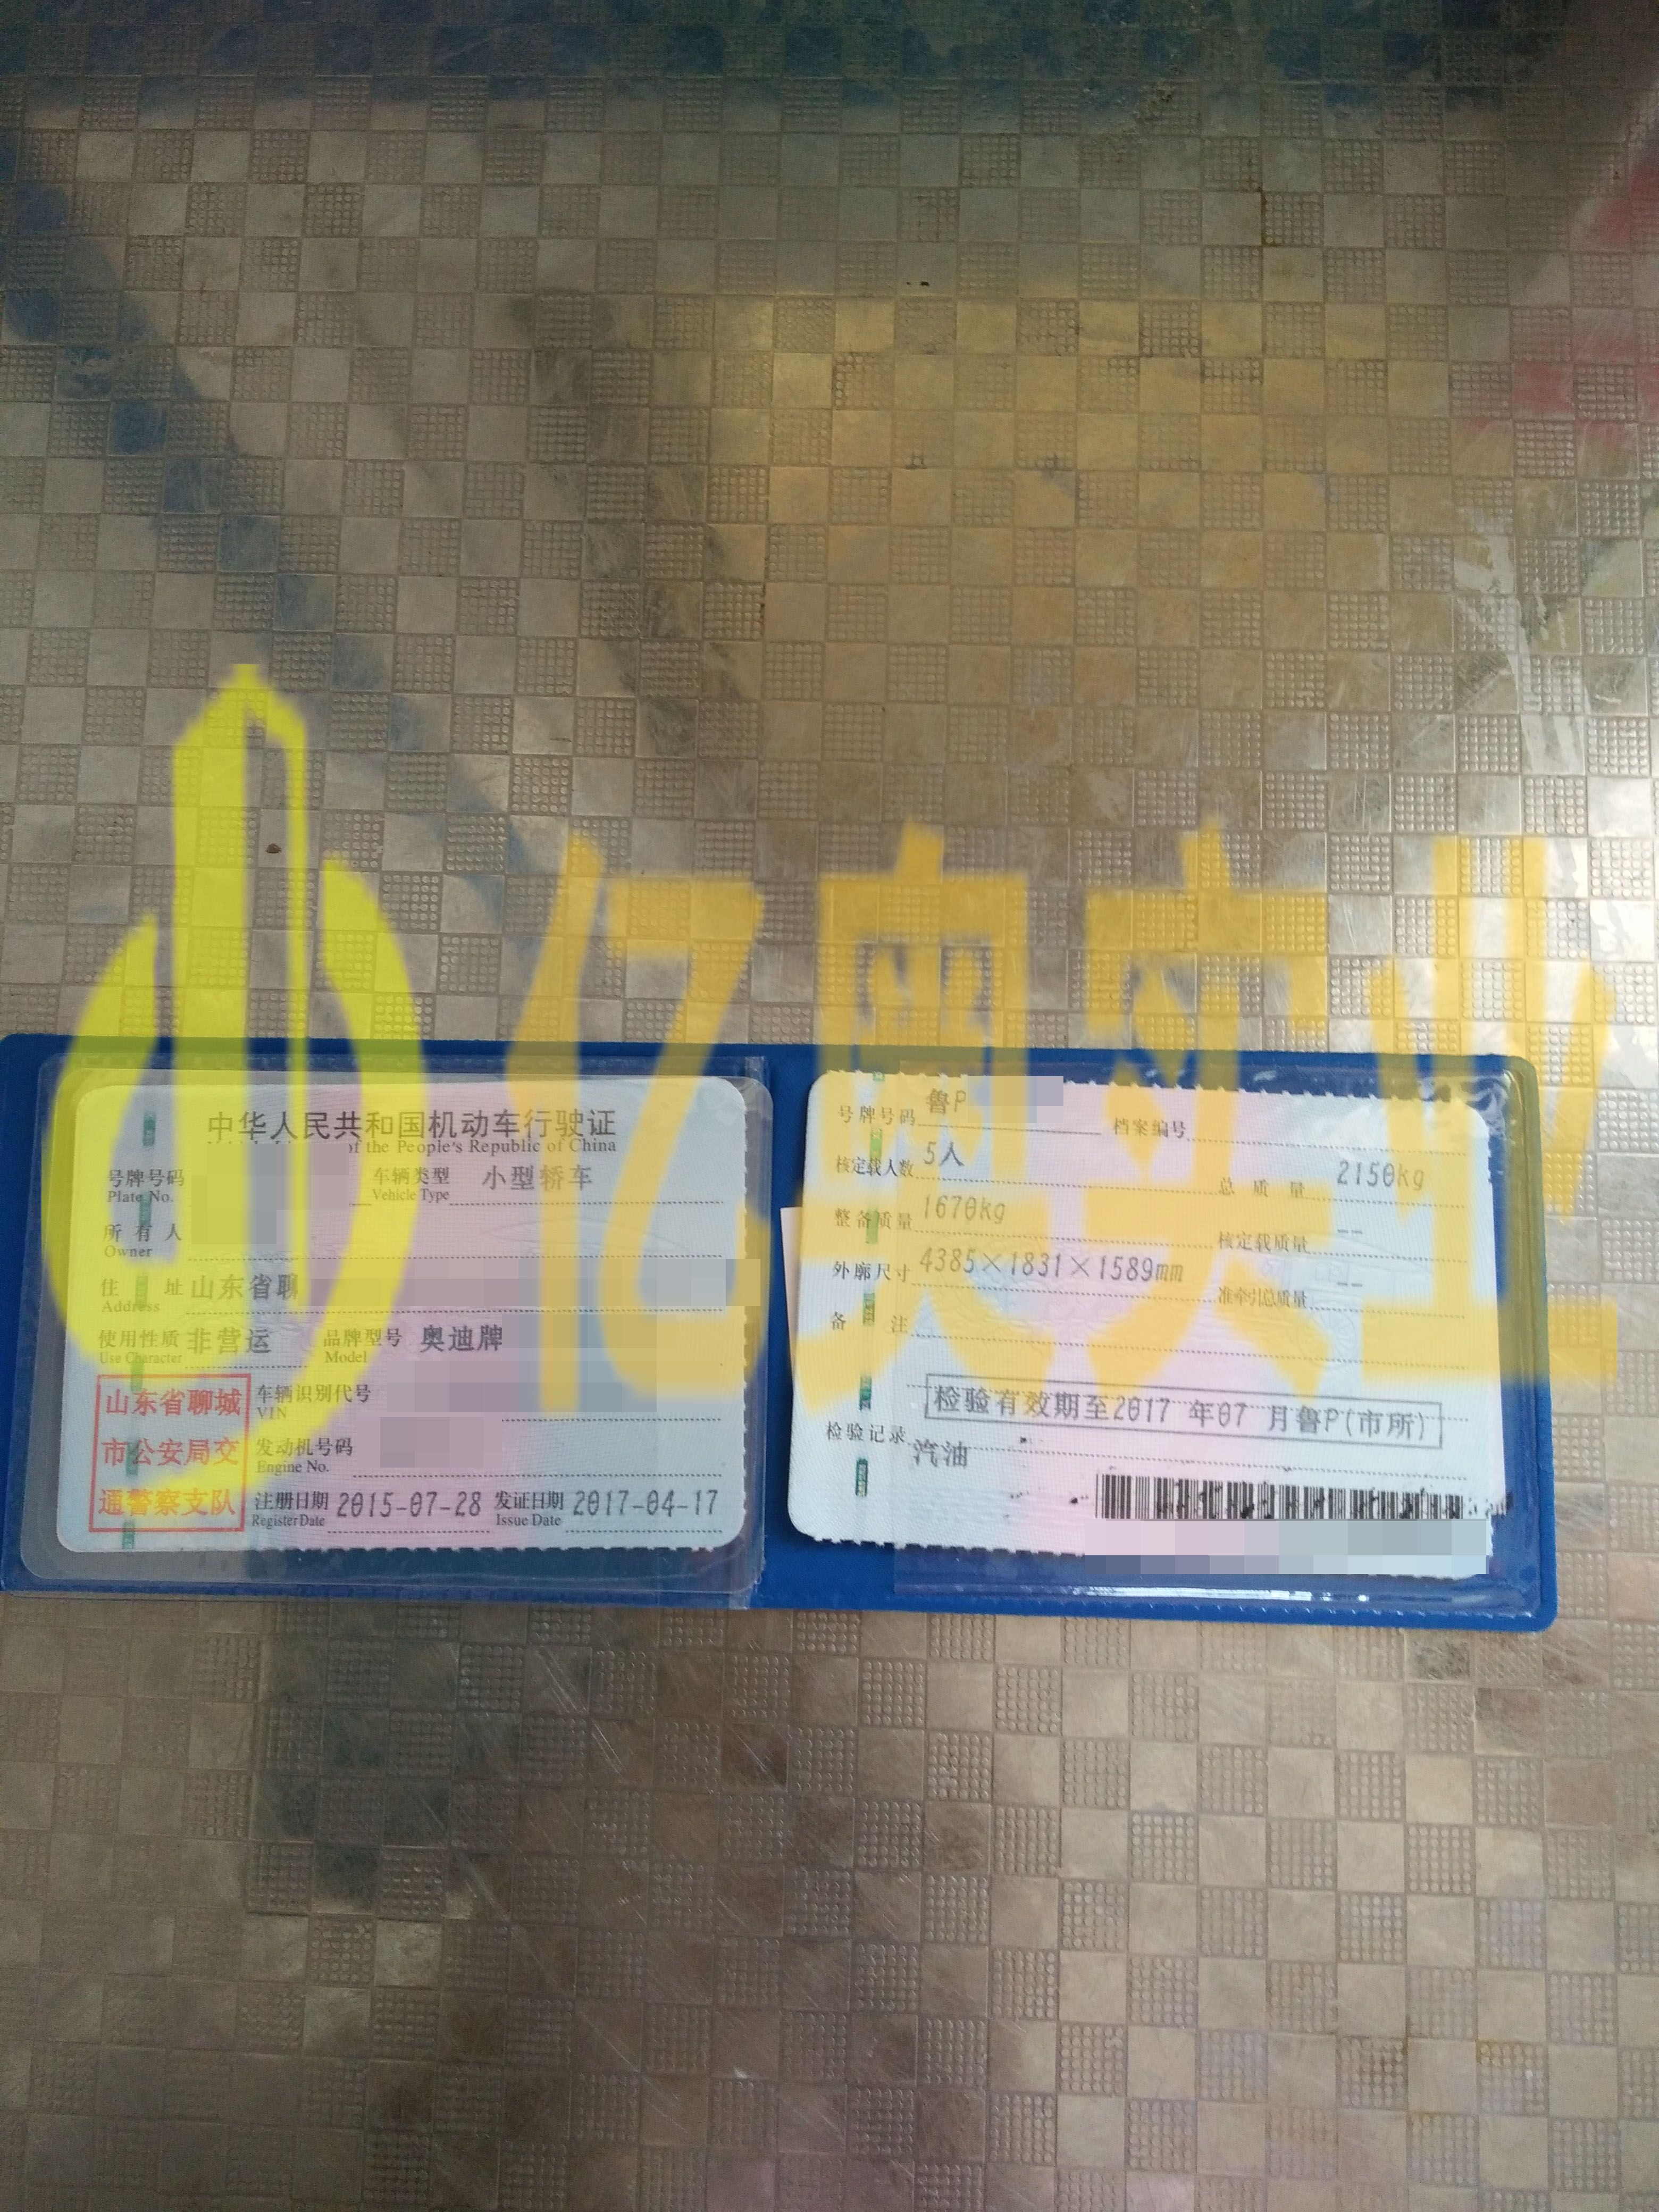 亿奥实业
中华人民共和国机动车行驶证
of the People's Republic of China
号牌号码 车辆类型 小型轿车
Plate No. Vehicle Type
所有人
Owner
住址 山东省聊
Address
使用性质 非营运 品牌型号 奥迪牌
Use Character Model
山东省聊城
市公安局交
通警察支队
车辆识别代号
VIN
发动机号码
Engine No.
注册日期 2015-07-28 发证日期 2017-04-17
Register Date Issue Date
号牌号码 鲁P 档案编号
核定载人数 5人 总质量 2150kg
整备质量 1670kg 核定载质量 --
外廓尺寸 4385×1831×1589mm 准牵引总质量 --
备注
检验有效期至2017 年07 月鲁P(市所)
检验记录
汽油